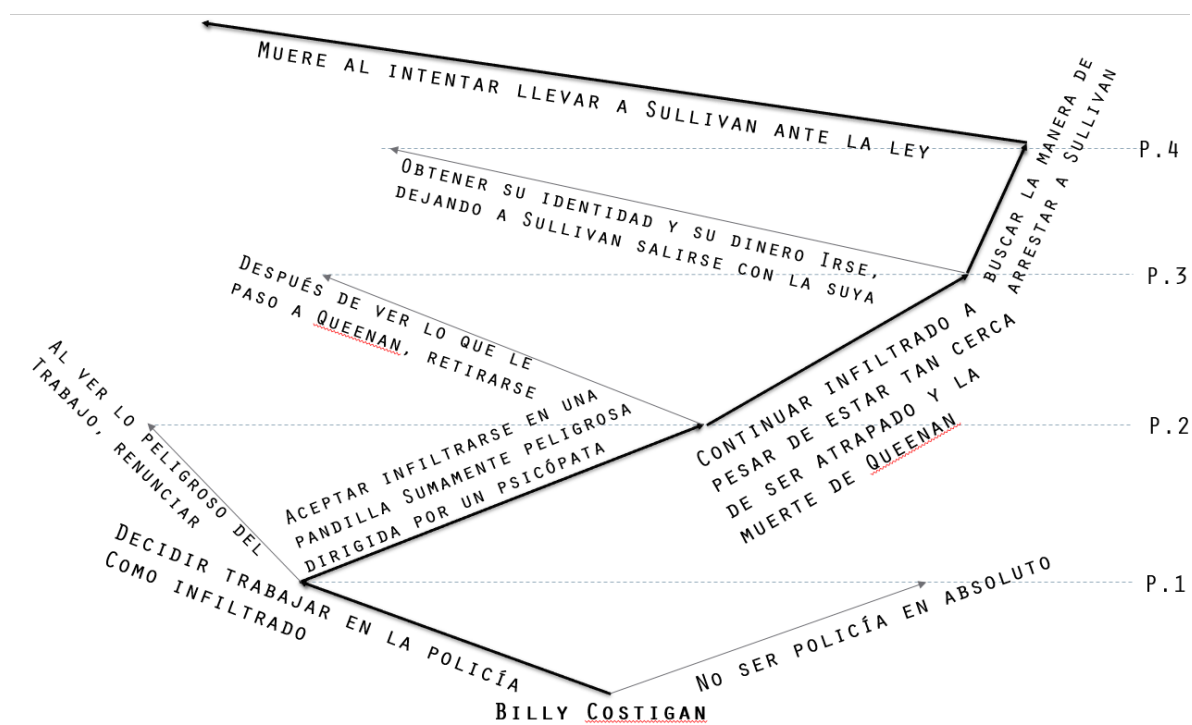 Muere al intentar llevar a Sullivan ante la ley
buscar la manera de
arrestar a Sullivan
P.4
Obtener su identidad y su dinero Irse,
dejando a Sullivan salirse con la suya
P.3
Después de ver lo que le
paso a Queenan, retirarse
Continuar infiltrado a
pesar de estar tan cerca
de ser atrapado y la
muerte de Queenan
P.2
Al ver lo peligroso del
Trabajo, renunciar
Aceptar infiltrarse en una
pandilla Sumamente peligrosa
dirigida por un psicópata
P.1
Decidir trabajar en la policía
Como infiltrado
No ser policía en absoluto
Billy Costigan